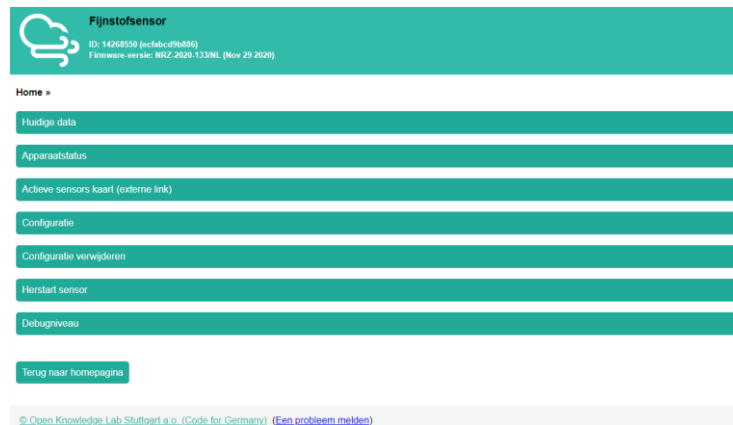 Fijnstofsensor
ID: 14268550 (ecfabcd9b886)
Firmware-versie: NRZ-2020-133/NL (Nov 29 2020)
Home »
Huidige data
Apparaatstatus
Actieve sensors kaart (externe link)
Configuratie
Configuratie verwijderen
Herstart sensor
Debugniveau
Terug naar homepagina
© Open Knowledge Lab Stuttgart a.o. (Code for Germany) (Een probleem melden)